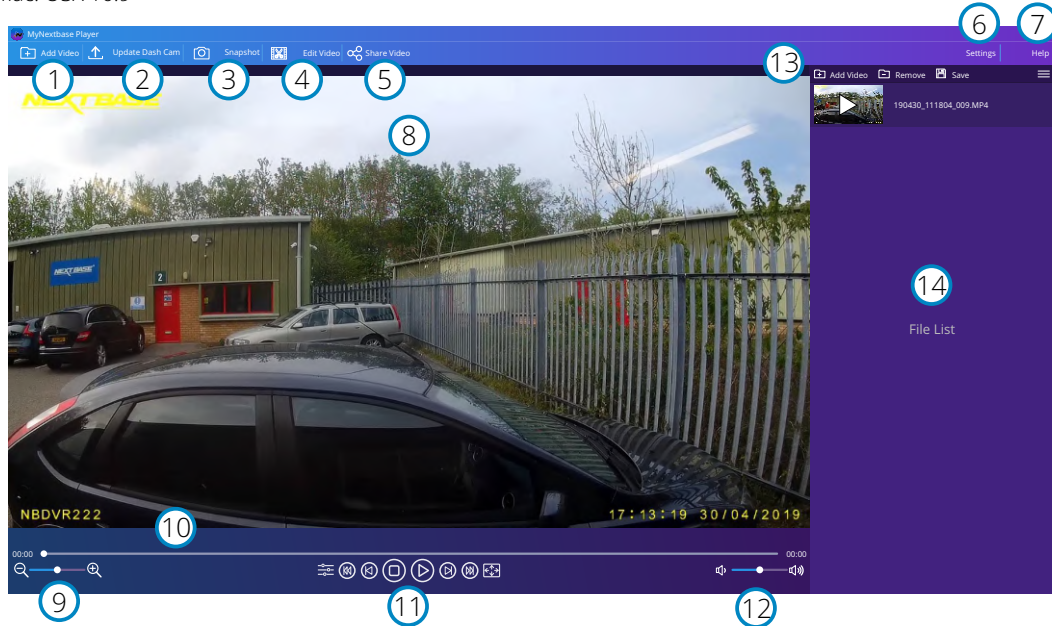 MyNextbase Player
Add Video Update Dash Cam Snapshot Edit Video Share Video Settings Help
1 2 3 4 5 6 7
13
Add Video Remove Save
NEXTBASE
190430_111804_009.MP4
8
NEXTBASE
2
14
File List
NBDVR222 17:13:19 30/04/2019
10
00:00 00:00
9 11 12